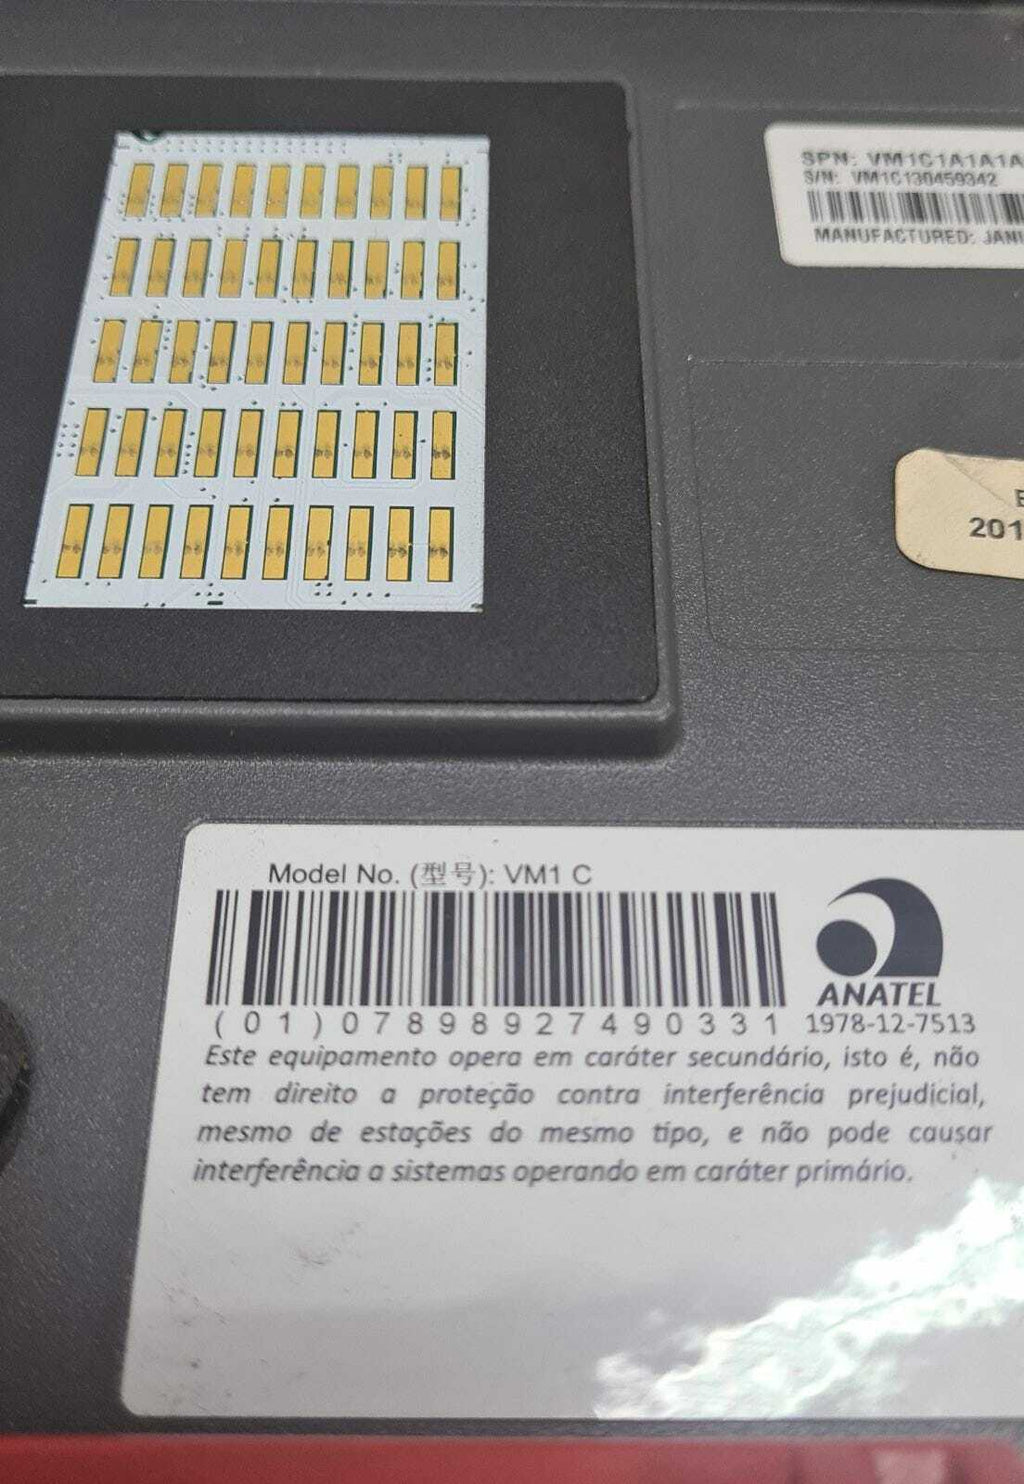 SPN: VM1C1A1A1A
S/N: VM1C130459342
MANUFACTURED: JANU
E
201
Model No. (型号): VM1 C
(01)07898927490331
ANATEL
1978-12-7513
Este equipamento opera em caráter secundário, isto é, não
tem direito a proteção contra interferência prejudicial,
mesmo de estações do mesmo tipo, e não pode causar
interferência a sistemas operando em caráter primário.